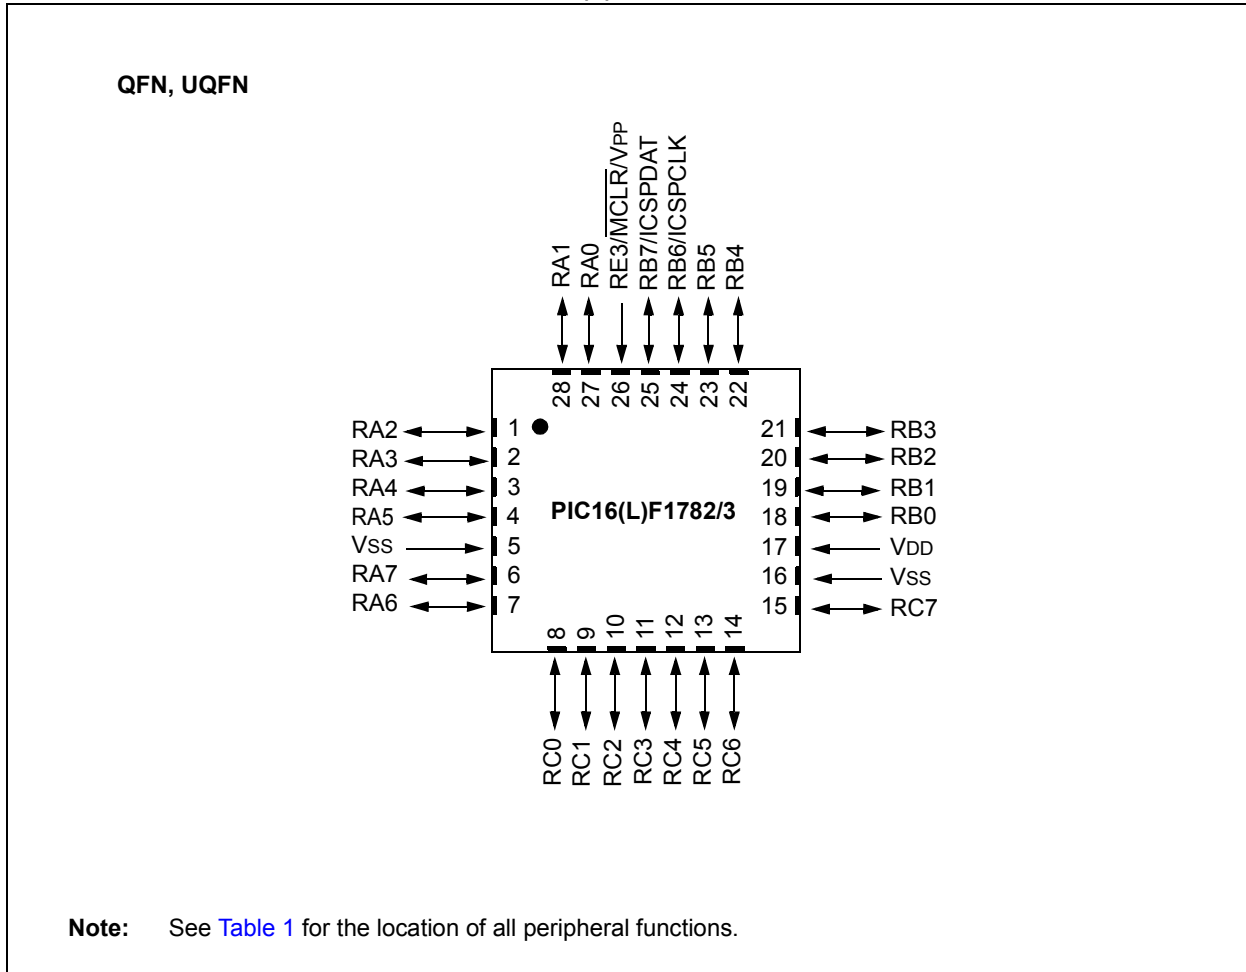 QFN, UQFN
RA1
RA0
RE3/MCLR/VPP
RB7/ICSPDAT
RB6/ICSPCLK
RB5
RB4
28
27
26
25
24
23
22
RA2
1
RA3
2
RA4
3
RA5
4
VSS
5
RA7
6
RA6
7
PIC16(L)F1782/3
21
RB3
20
RB2
19
RB1
18
RB0
17
VDD
16
VSS
15
RC7
8
9
10
11
12
13
14
RC0
RC1
RC2
RC3
RC4
RC5
RC6
Note: See Table 1 for the location of all peripheral functions.